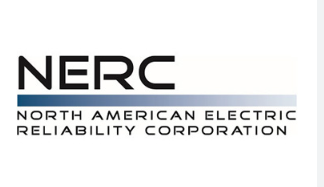 NERC
NORTH AMERICAN ELECTRIC
RELIABILITY CORPORATION